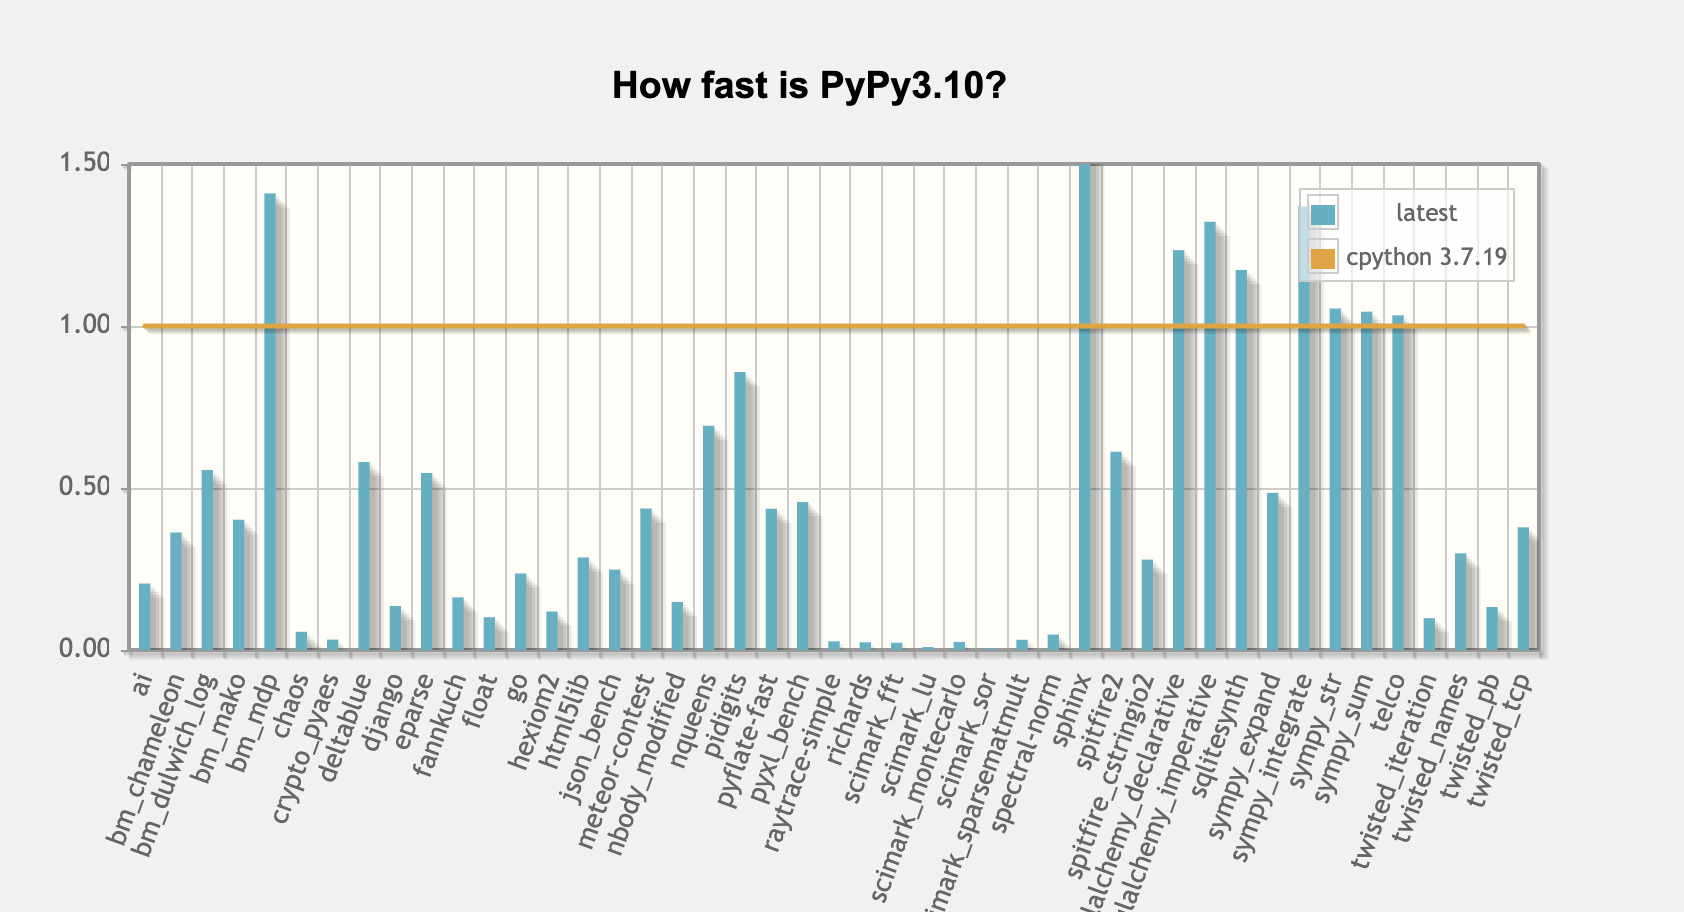 How fast is PyPy3.10?
1.50
1.00
0.50
0.00
latest
cpython 3.7.19
ai
bm_chameleon
bm_dulwich_log
bm_mako
bm_mdp
chaos
crypto_pyaes
deltablue
django
eparse
fannkuch
float
go
hexiom2
html5lib
json_bench
meteor-contest
nbody_modified
nqueens
pidigits
pyflate-fast
pyxl_bench
raytrace-simple
richards
scimark_fft
scimark_lu
scimark_montecarlo
scimark_sor
imark_sparsematmult
spectral-norm
sphinx
spitfire2
spitfire_cstringio2
lalchemy_declarative
lalchemy_imperative
sqlitesynth
sympy_expand
sympy_integrate
sympy_str
sympy_sum
telco
twisted_iteration
twisted_names
twisted_pb
twisted_tcp